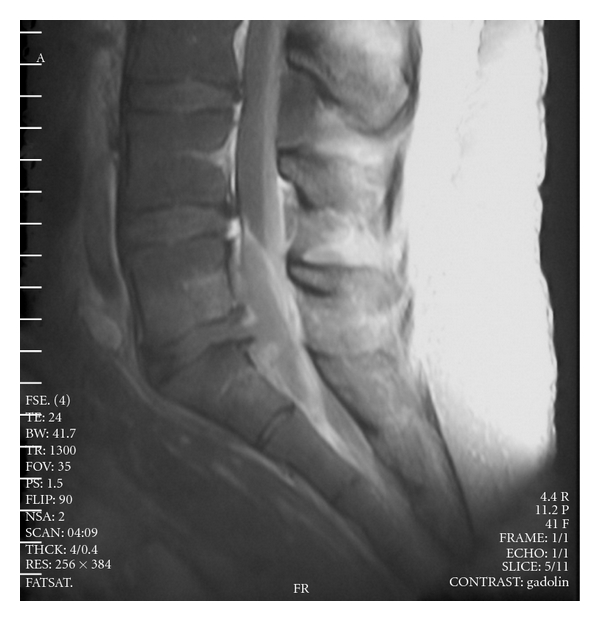 A
FSE. (4)
TE: 24
BW: 41.7
TR: 1300
FOV: 35
PS: 1.5
FLIP: 90
NSA: 2
SCAN: 04:09
THCK: 4/0.4
RES: 256 × 384
FATSAT.
FR
4.4 R
11.2 P
41 F
FRAME: 1/1
ECHO: 1/1
SLICE: 5/11
CONTRAST: gadolin